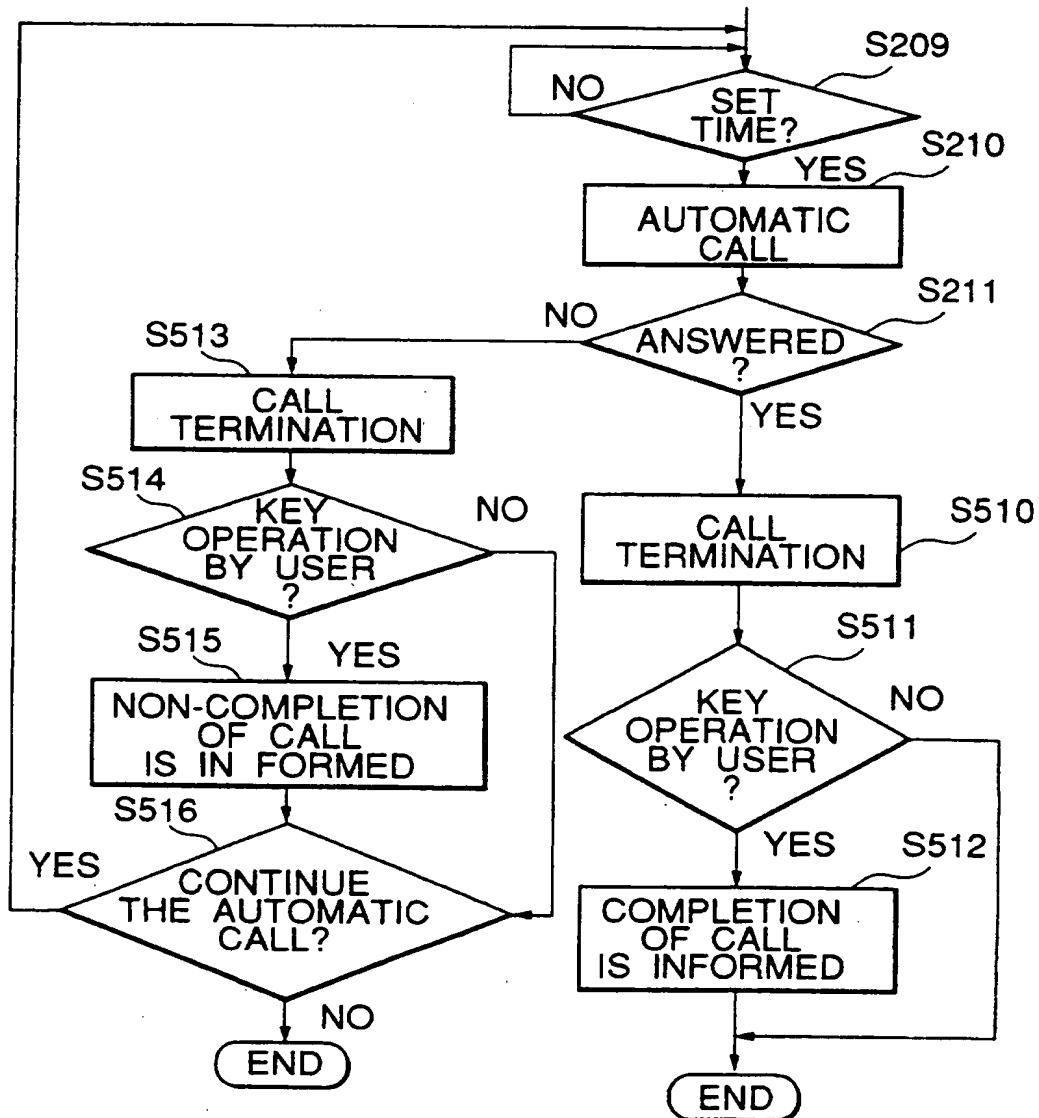 S209
NO
SET
TIME?
S210
YES
AUTOMATIC
CALL
S211
NO
ANSWERED
?
YES
S513
CALL
TERMINATION
S514
KEY
OPERATION
BY USER
?
NO
YES
S515
NON-COMPLETION
OF CALL
IS IN FORMED
S516
YES
CONTINUE
THE AUTOMATIC
CALL?
NO
END
S510
CALL
TERMINATION
S511
KEY
OPERATION
BY USER
?
NO
YES
S512
COMPLETION
OF CALL
IS INFORMED
END